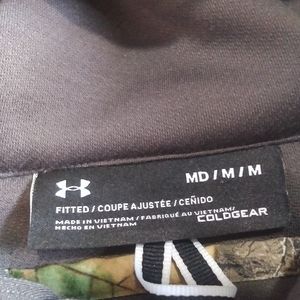 MD / M / M
FITTED / COUPE AJUSTÉE / CEÑIDO
MADE IN VIETNAM / FABRIQUÉ AU VIETNAM /
HECHO EN VIETNAM
COLDGEAR